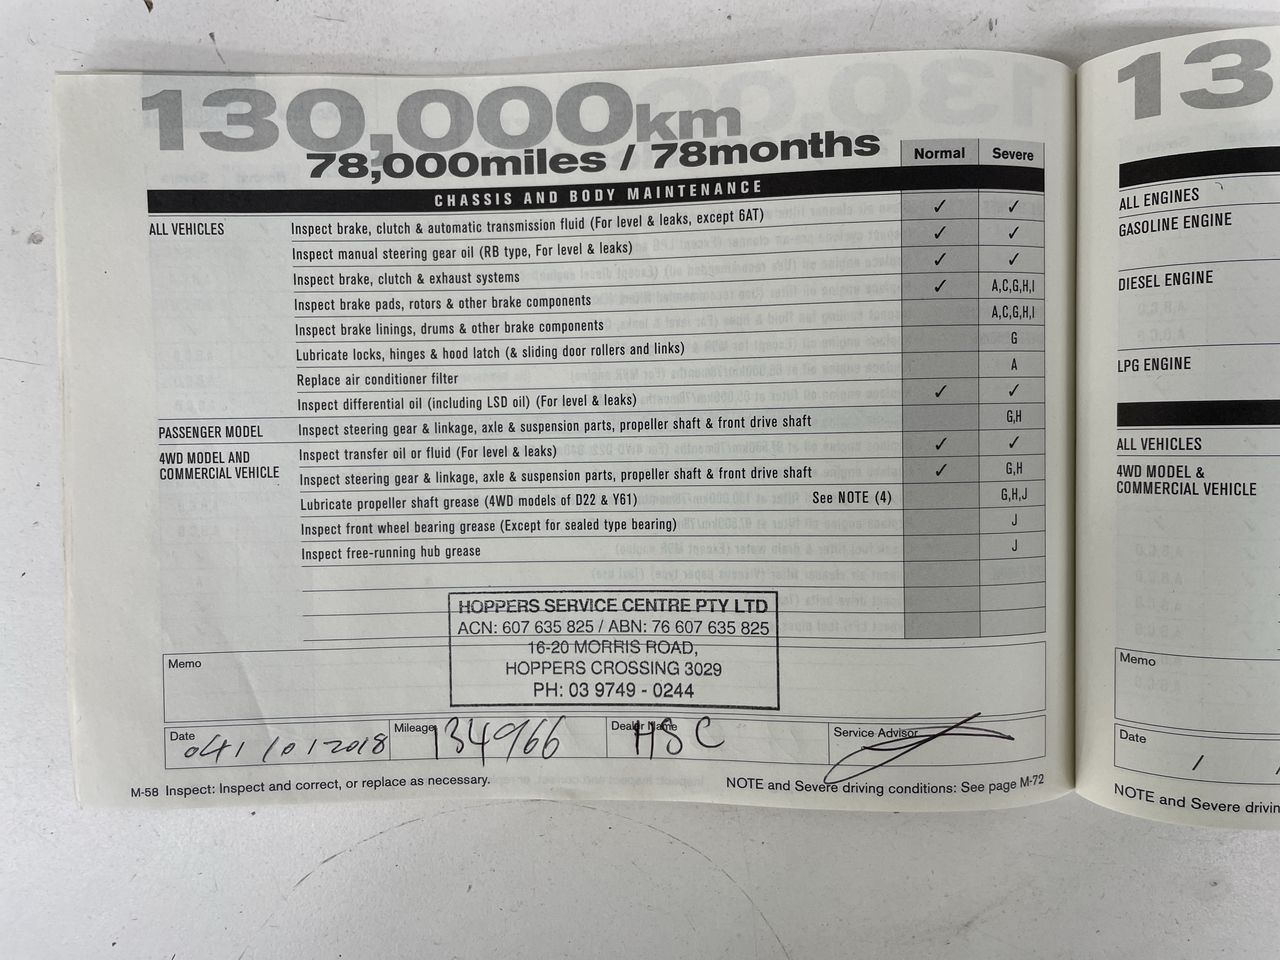 130,000km
78,000miles / 78months
Normal Severe
CHASSIS AND BODY MAINTENANCE
ALL VEHICLES Inspect brake, clutch & automatic transmission fluid (For level & leaks, except 6AT) ✓ ✓
Inspect manual steering gear oil (RB type, For level & leaks) ✓ ✓
Inspect brake, clutch & exhaust systems ✓ ✓
Inspect brake pads, rotors & other brake components ✓ A,C,G,H,I
Inspect brake linings, drums & other brake components A,C,G,H,I
Lubricate locks, hinges & hood latch (& sliding door rollers and links) G
Replace air conditioner filter A
Inspect differential oil (including LSD oil) (For level & leaks) ✓ ✓
PASSENGER MODEL Inspect steering gear & linkage, axle & suspension parts, propeller shaft & front drive shaft G,H
4WD MODEL AND COMMERCIAL VEHICLE Inspect transfer oil or fluid (For level & leaks) ✓ ✓
Inspect steering gear & linkage, axle & suspension parts, propeller shaft & front drive shaft ✓ G,H
Lubricate propeller shaft grease (4WD models of D22 & Y61) See NOTE (4) G,H,J
Inspect front wheel bearing grease (Except for sealed type bearing) J
Inspect free-running hub grease J
HOPPERS SERVICE CENTRE PTY LTD
ACN: 607 635 825 / ABN: 76 607 635 825
16-20 MORRIS ROAD,
HOPPERS CROSSING 3029
PH: 03 9749 - 0244
Memo
Date 04/10/2018 Mileage 134966 Dealer Name HSC Service Advisor
M-58 Inspect: Inspect and correct, or replace as necessary. NOTE and Severe driving conditions: See page M-72
13
ALL ENGINES
GASOLINE ENGINE
DIESEL ENGINE
LPG ENGINE
ALL VEHICLES
4WD MODEL &
COMMERCIAL VEHICLE
Memo
Date / /
NOTE and Severe